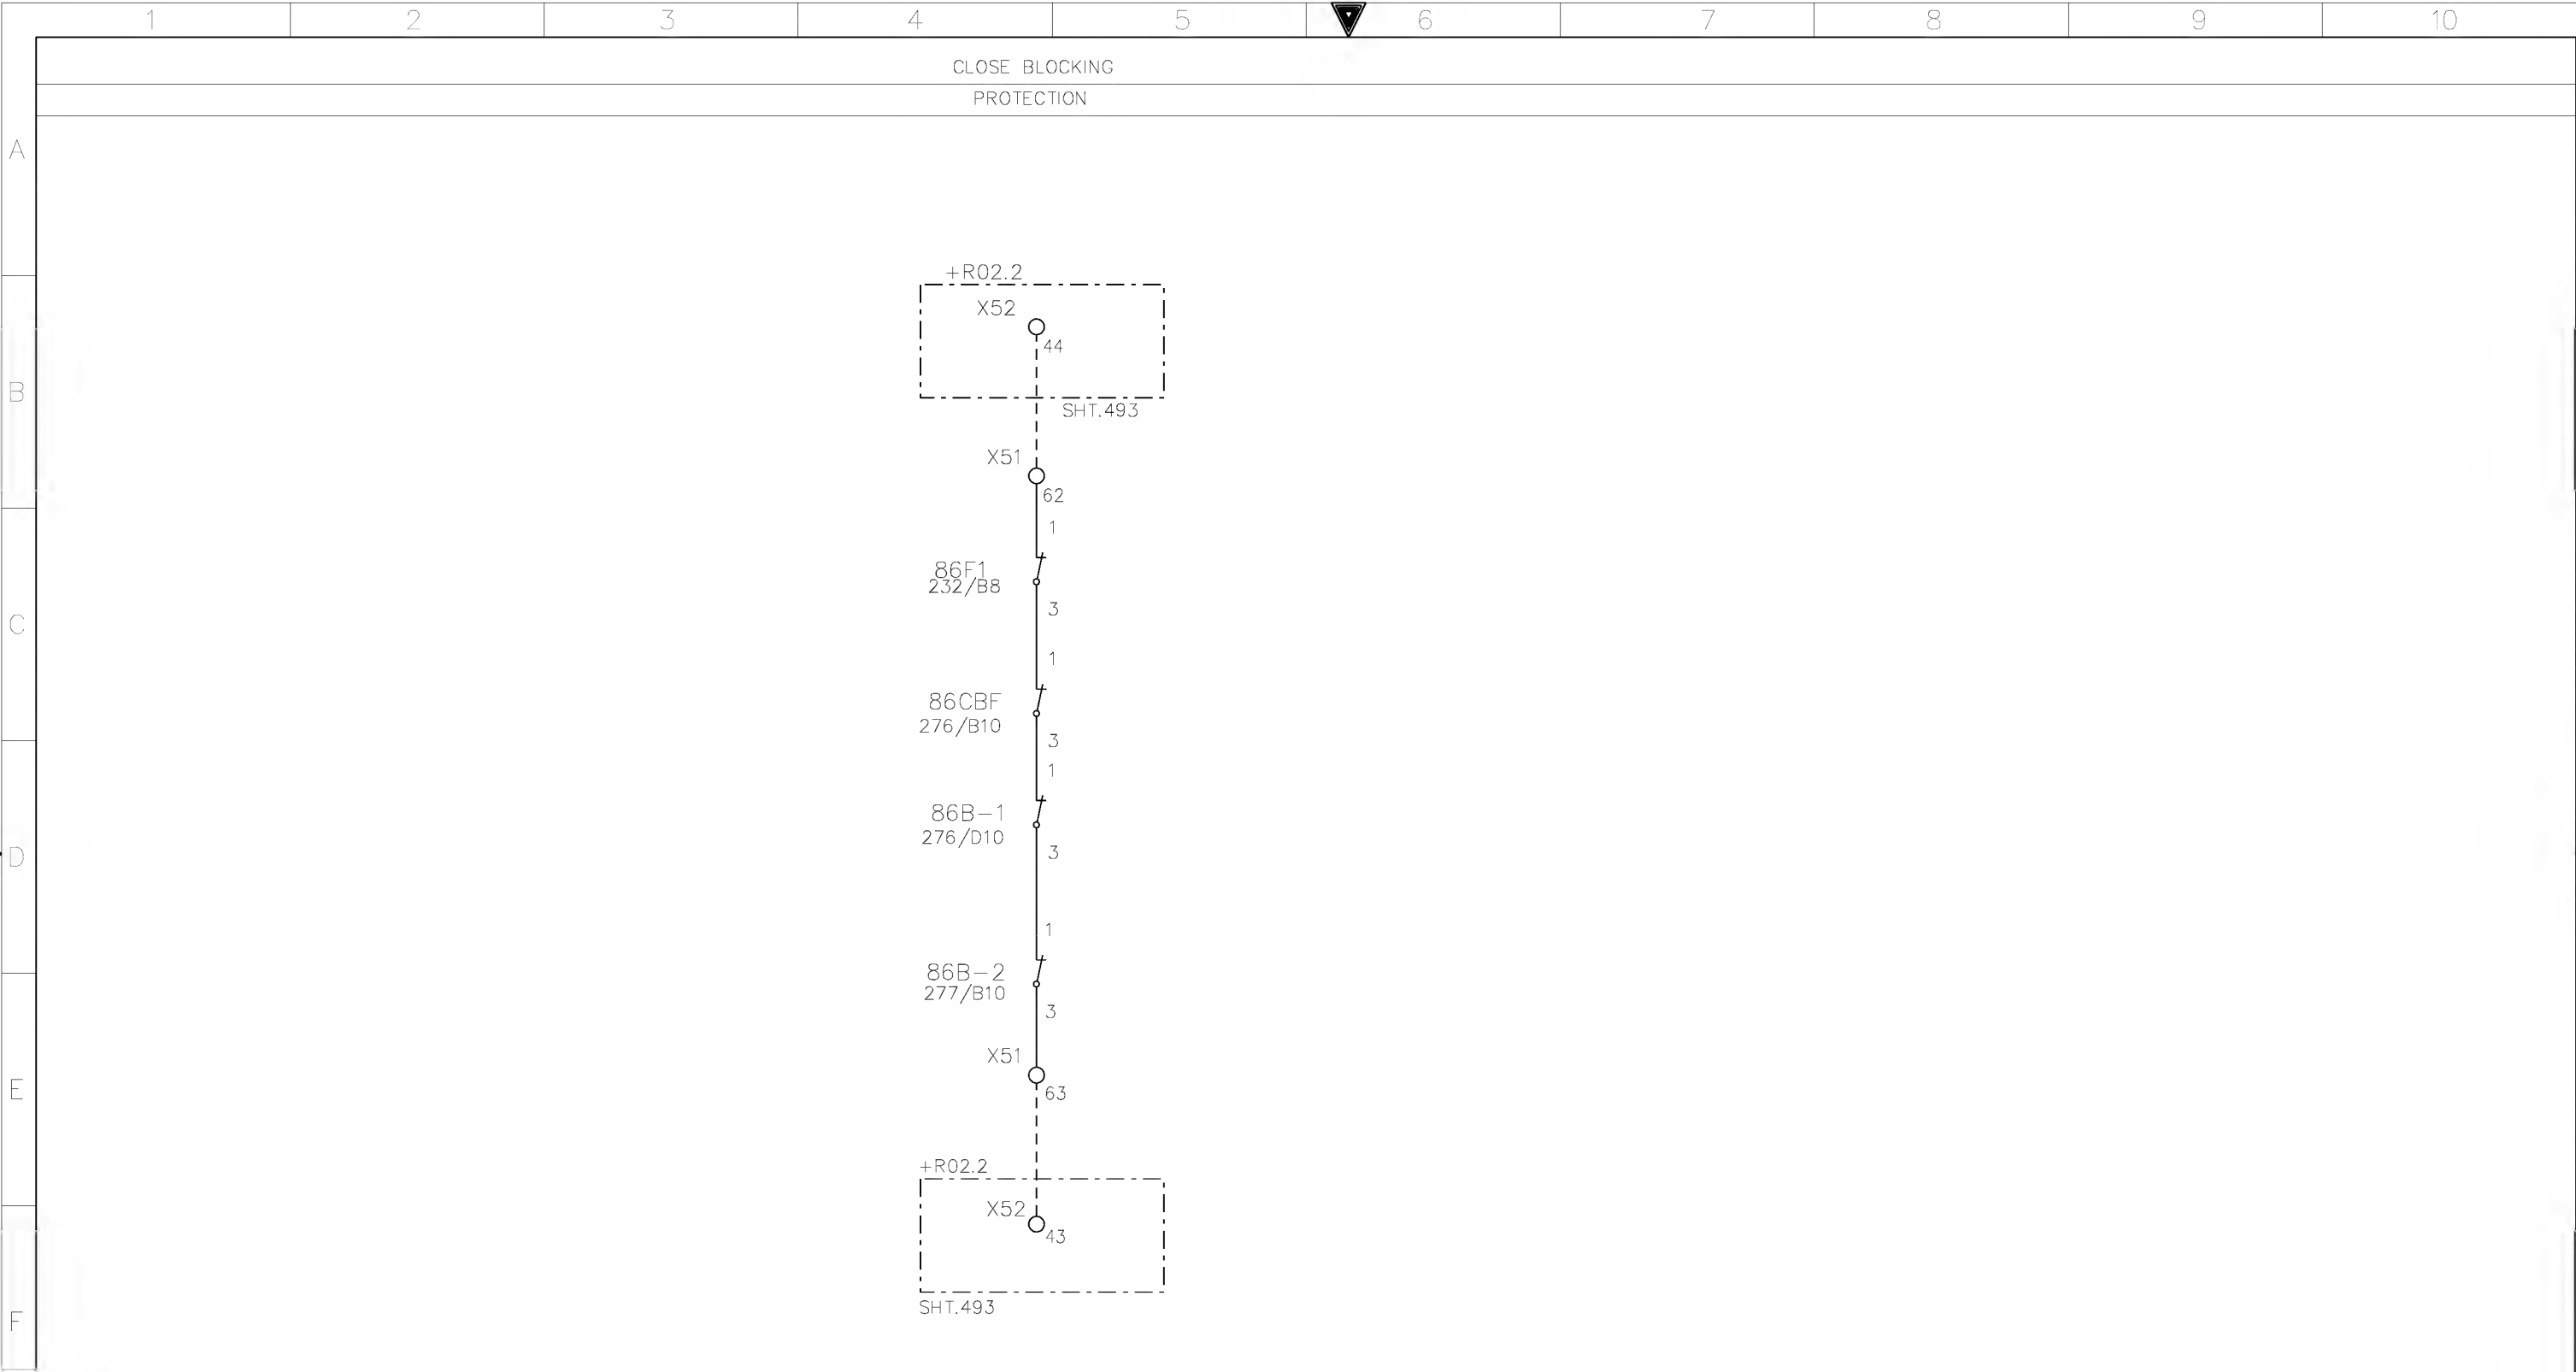 1 2 3 4 5 6 7 8 9 10
CLOSE BLOCKING
PROTECTION
A
+R02.2
X52
44
B
SHT.493
X51
62
1
86F1
232/B8
3
C
1
86CBF
276/B10
3
1
86B-1
276/D10
3
D
1
86B-2
277/B10
3
X51
E
63
+R02.2
X52
43
SHT.493
F